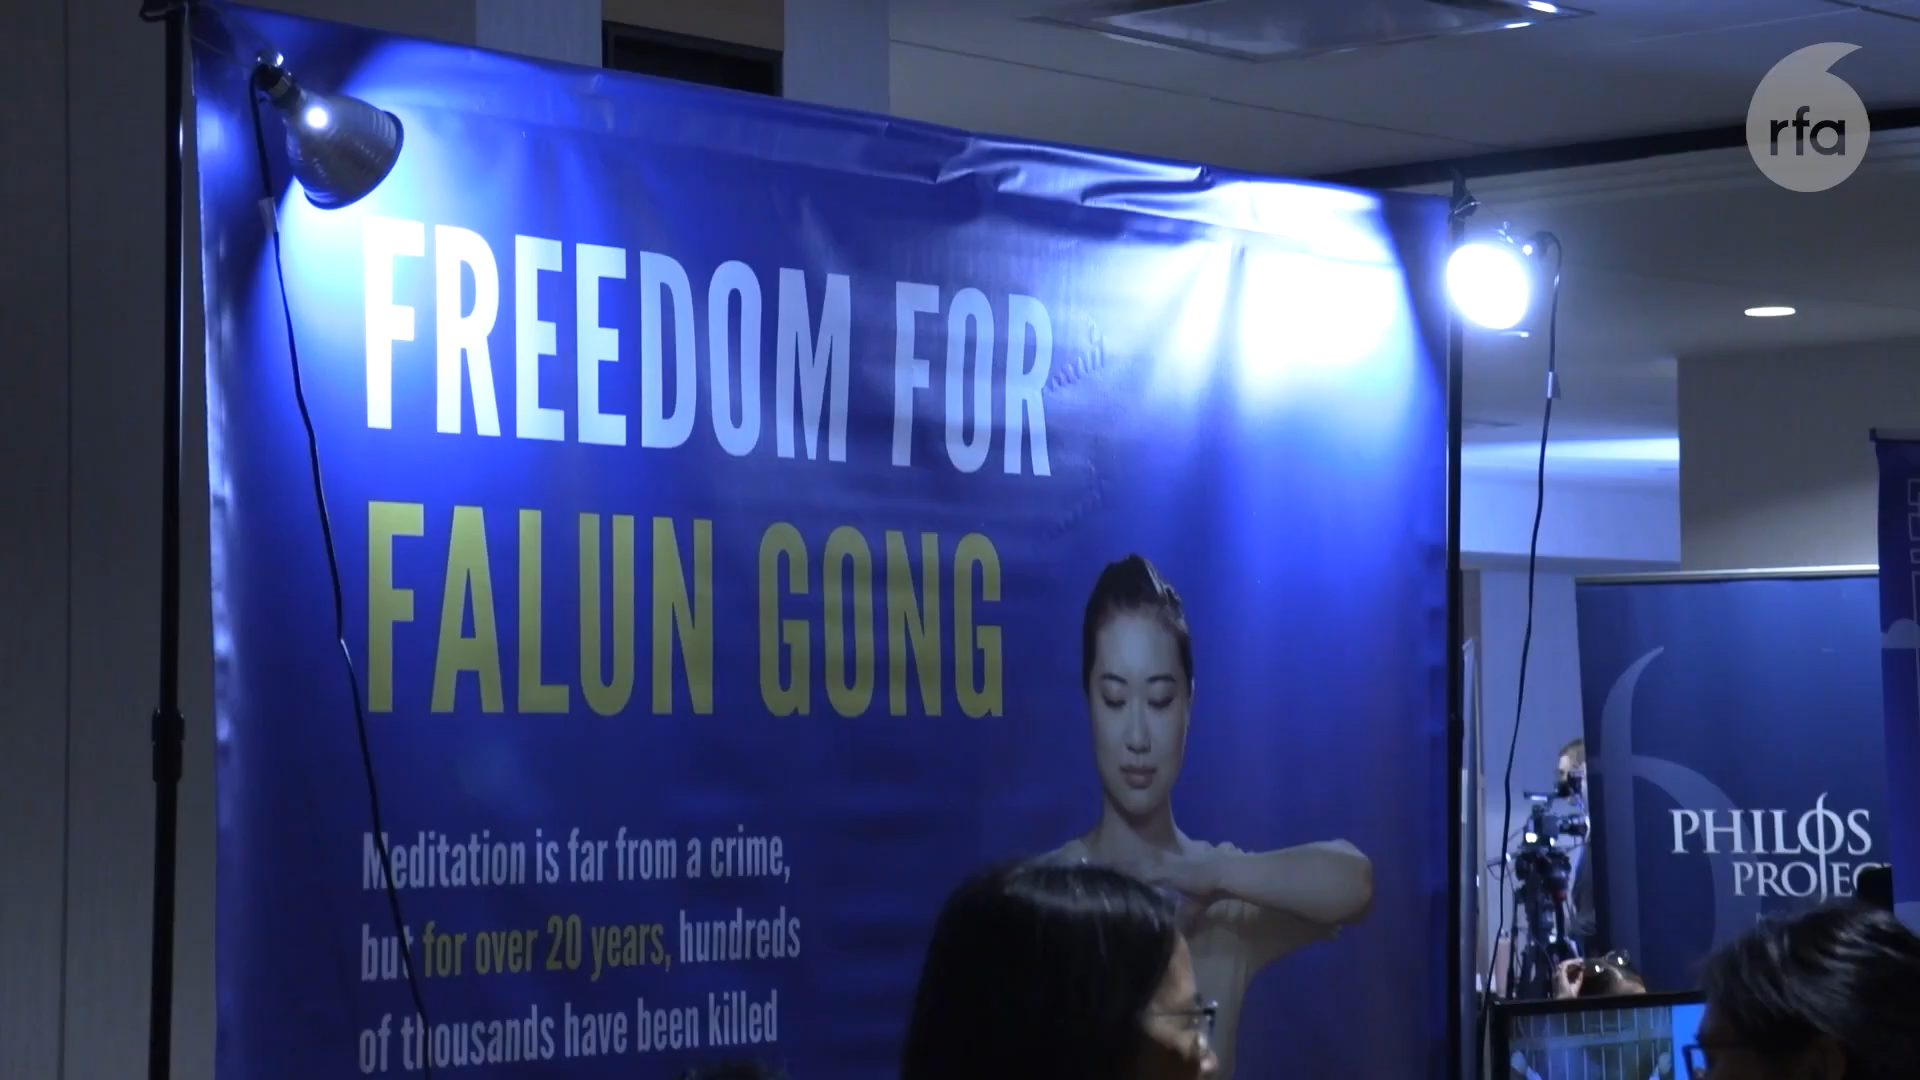 rfa
FREEDOM FOR
FALUN GONG
Meditation is far from a crime,
but for over 20 years, hundreds
of thousands have been killed
PHILOS
PROJEC